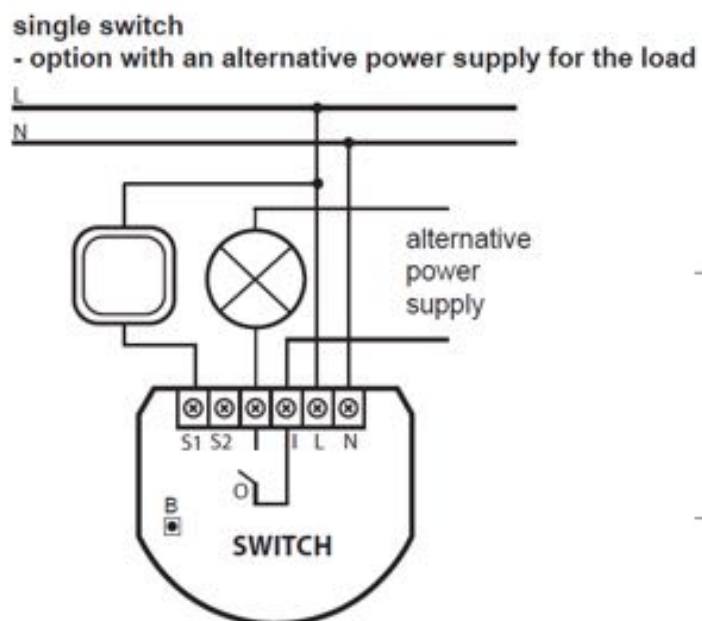 single switch
- option with an alternative power supply for the load
L
N
alternative
power
supply
S1 S2 I L N
O
B
SWITCH